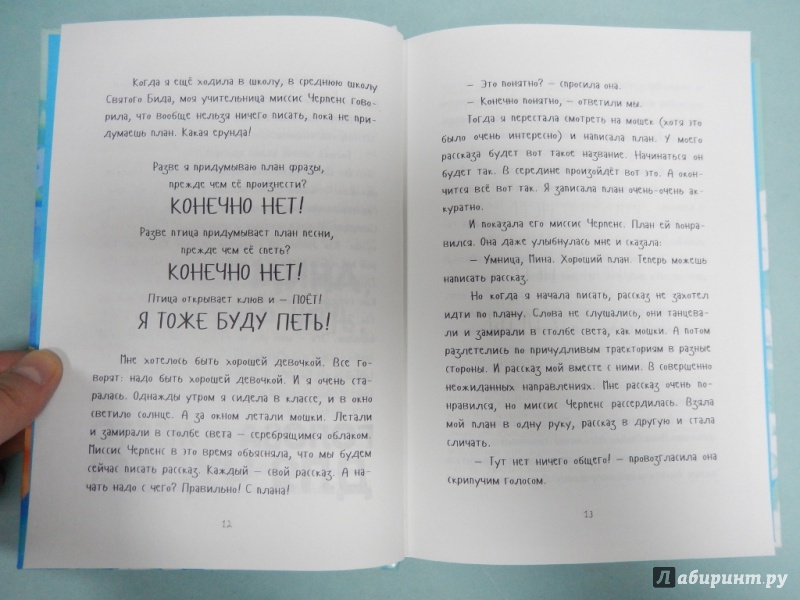 Когда я ещё ходила в школу, в среднюю школу
Святого Бида, моя учительница миссис Черпенс гово-
рила, что вообще нельзя ничего писать, пока не при-
думаешь план. Какая ерунда!
Разве я придумываю план фразы,
прежде чем её произнести?
КОНЕЧНО НЕТ!
Разве птица придумывает план песни,
прежде чем её спеть?
КОНЕЧНО НЕТ!
Птица открывает клюв и — ПОЁТ!
Я ТОЖЕ БУДУ ПЕТЬ!
Мне хотелось быть хорошей девочкой. Все го-
ворят: надо быть хорошей девочкой. И я очень ста-
ралась. Однажды утром я сидела в классе, и в окно
светило солнце. А за окном летали мошки. Летали
и замирали в столбе света — серебрящимся облаком.
Миссис Черпенс в это время объясняла, что мы будем
сейчас писать рассказ. Каждый — свой рассказ. А на-
чать надо с чего? Правильно! С плана!
12
— Это понятно? — спросила она.
— Конечно понятно, — ответили мы.
Тогда я перестала смотреть на мошек (хотя это
было очень интересно) и написала план. У моего
рассказа будет вот такое название. Начинаться он
будет так. В середине произойдёт вот это. А окон-
чится всё вот так. Я записала план очень-очень ак-
куратно.
И показала его миссис Черпенс. План ей понра-
вился. Она даже улыбнулась мне и сказала:
— Умница, Мина. Хороший план. Теперь можешь
написать рассказ.
Но когда я начала писать, рассказ не захотел
идти по плану. Слова не слушались, они танцева-
ли и замирали в столбе света, как мошки. А потом
разлетелись по причудливым траекториям в разные
стороны. И рассказ мой вместе с ними. В совершенно
неожиданных направлениях. Мне рассказ очень по-
нравился, но миссис Черпенс рассердилась. Взяла
мой план в одну руку, рассказ в другую и стала
сличать.
— Тут нет ничего общего! — провозгласила она
скрипучим голосом.
13
Лабиринт.ру